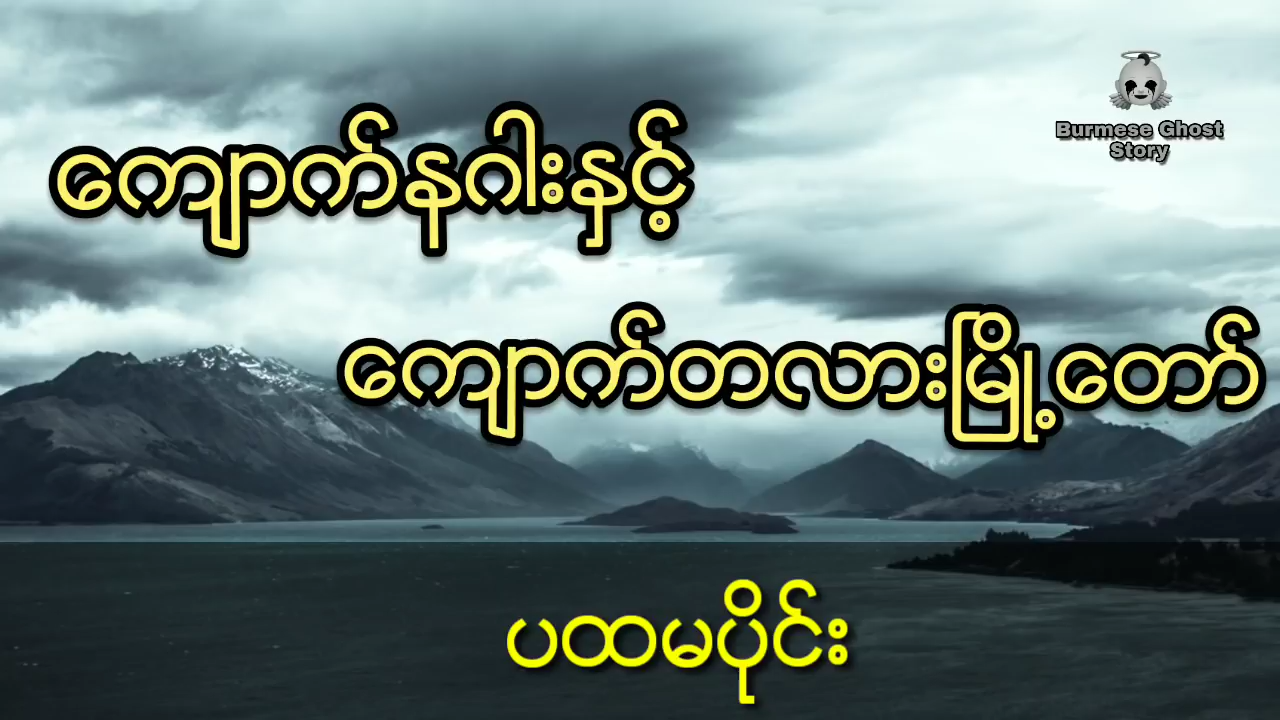 Burmese Ghost
Story
ကျောက်နဂါးနှင့်
ကျောက်တလားမြို့တော်
ပထမပိုင်း